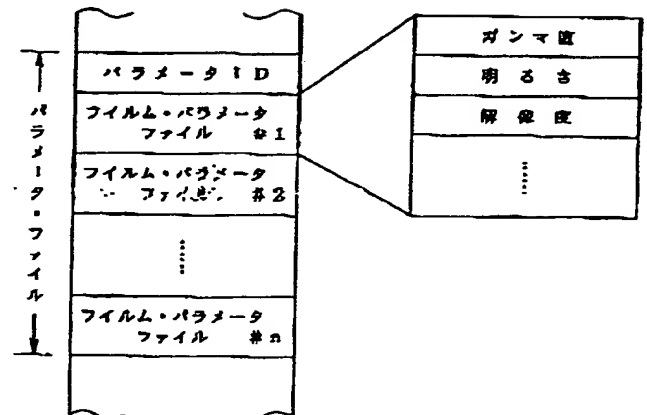 パラメータ・ファイル
パラメータID
フィルム・パラメータ
ファイル #1
フィルム・パラメータ
ファイル #2
フィルム・パラメータ
ファイル #n
ガンマ値
明るさ
解像度